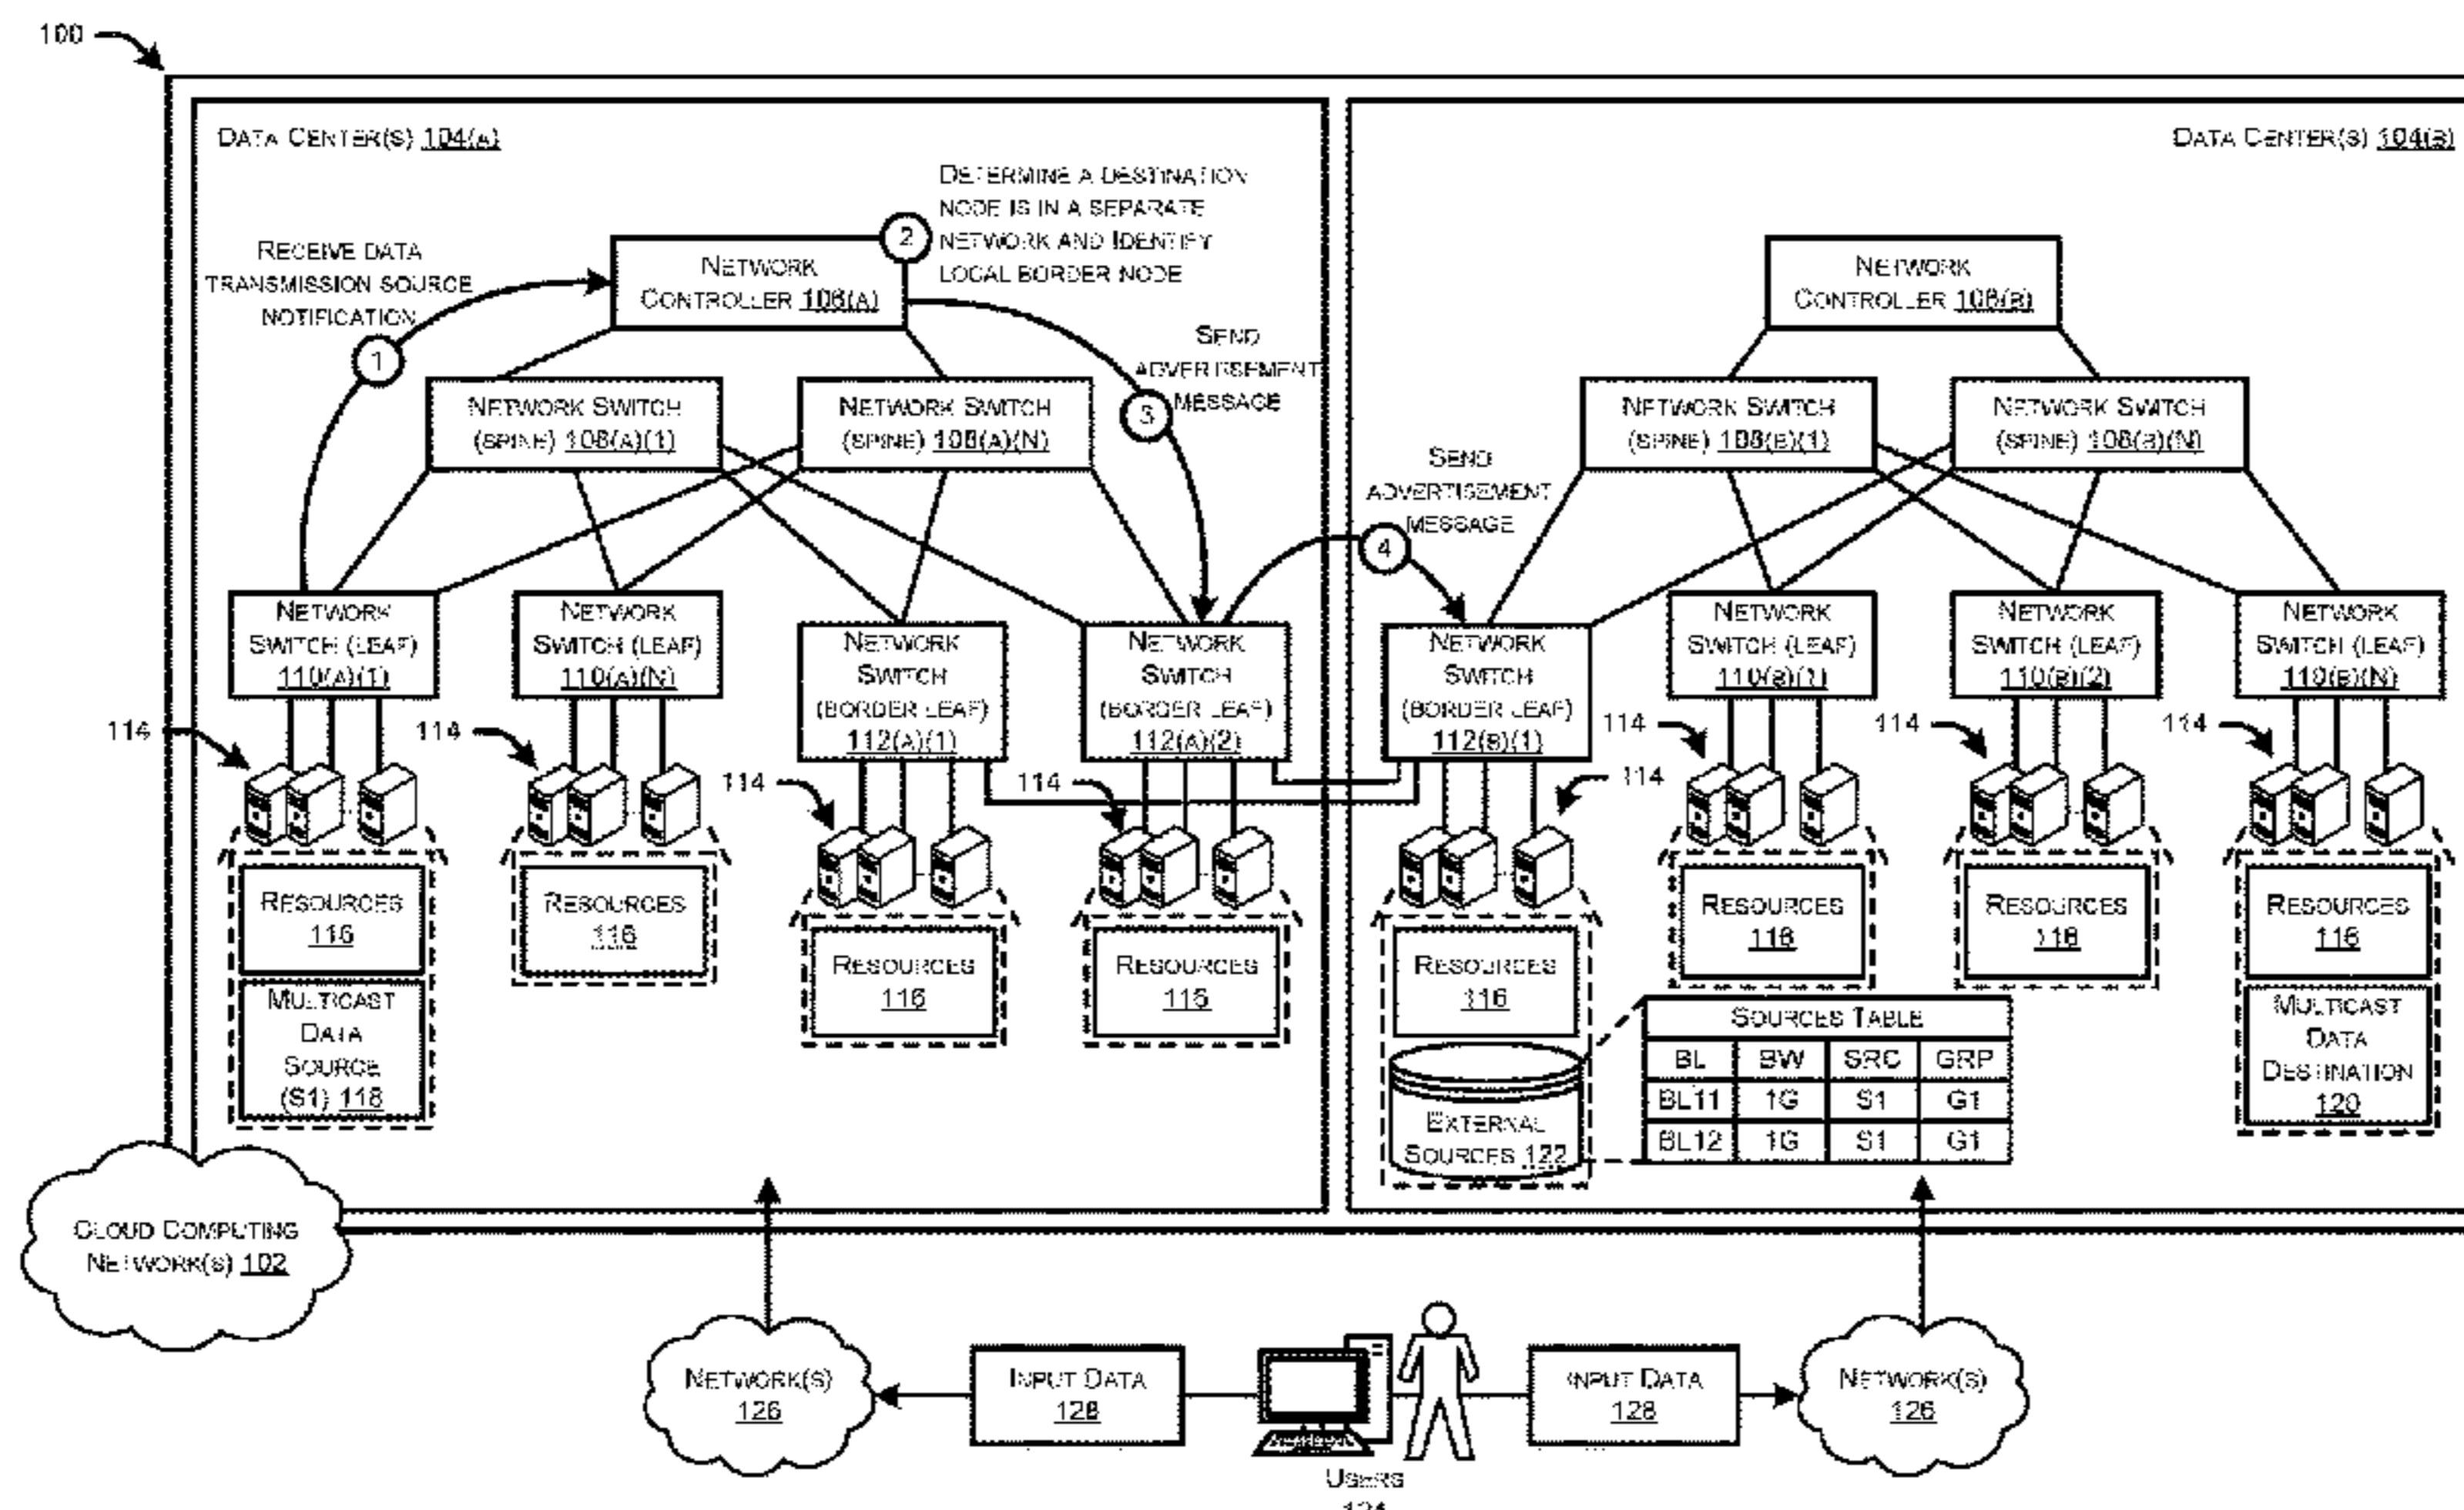 100
DATA CENTER(S) 104(A)
DATA CENTER(S) 104(B)
DETERMINE A DESTINATION
NODE IS IN A SEPARATE
NETWORK AND IDENTIFY
LOCAL BORDER NODE
2
RECEIVE DATA
TRANSMISSION SOURCE
NOTIFICATION
1
NETWORK
CONTROLLER 106(A)
SEND
ADVERTISEMENT
MESSAGE
3
NETWORK
CONTROLLER 106(B)
NETWORK SWITCH
(SPINE) 108(A)(1)
NETWORK SWITCH
(SPINE) 108(A)(N)
NETWORK SWITCH
(SPINE) 108(B)(1)
NETWORK SWITCH
(SPINE) 108(B)(N)
SEND
ADVERTISEMENT
MESSAGE
4
NETWORK
SWITCH (LEAF)
110(A)(1)
NETWORK
SWITCH (LEAF)
110(A)(N)
NETWORK
SWITCH
(BORDER LEAF)
112(A)(1)
NETWORK
SWITCH
(BORDER LEAF)
112(A)(2)
NETWORK
SWITCH
(BORDER LEAF)
112(B)(1)
NETWORK
SWITCH (LEAF)
110(B)(1)
NETWORK
SWITCH (LEAF)
110(B)(2)
NETWORK
SWITCH (LEAF)
110(B)(N)
114
114
114
114
114
114
114
114
RESOURCES
116
RESOURCES
116
RESOURCES
116
RESOURCES
116
RESOURCES
116
RESOURCES
116
RESOURCES
116
RESOURCES
116
MULTICAST
DATA
SOURCE
(S1) 118
EXTERNAL
SOURCES 122
SOURCES TABLE
BL BW SRC GRP
BL11 1G S1 G1
BL12 1G S1 G1
MULTICAST
DATA
DESTINATION
120
CLOUD COMPUTING
NETWORK(S) 102
NETWORK(S)
126
INPUT DATA
128
INPUT DATA
128
NETWORK(S)
126
USERS